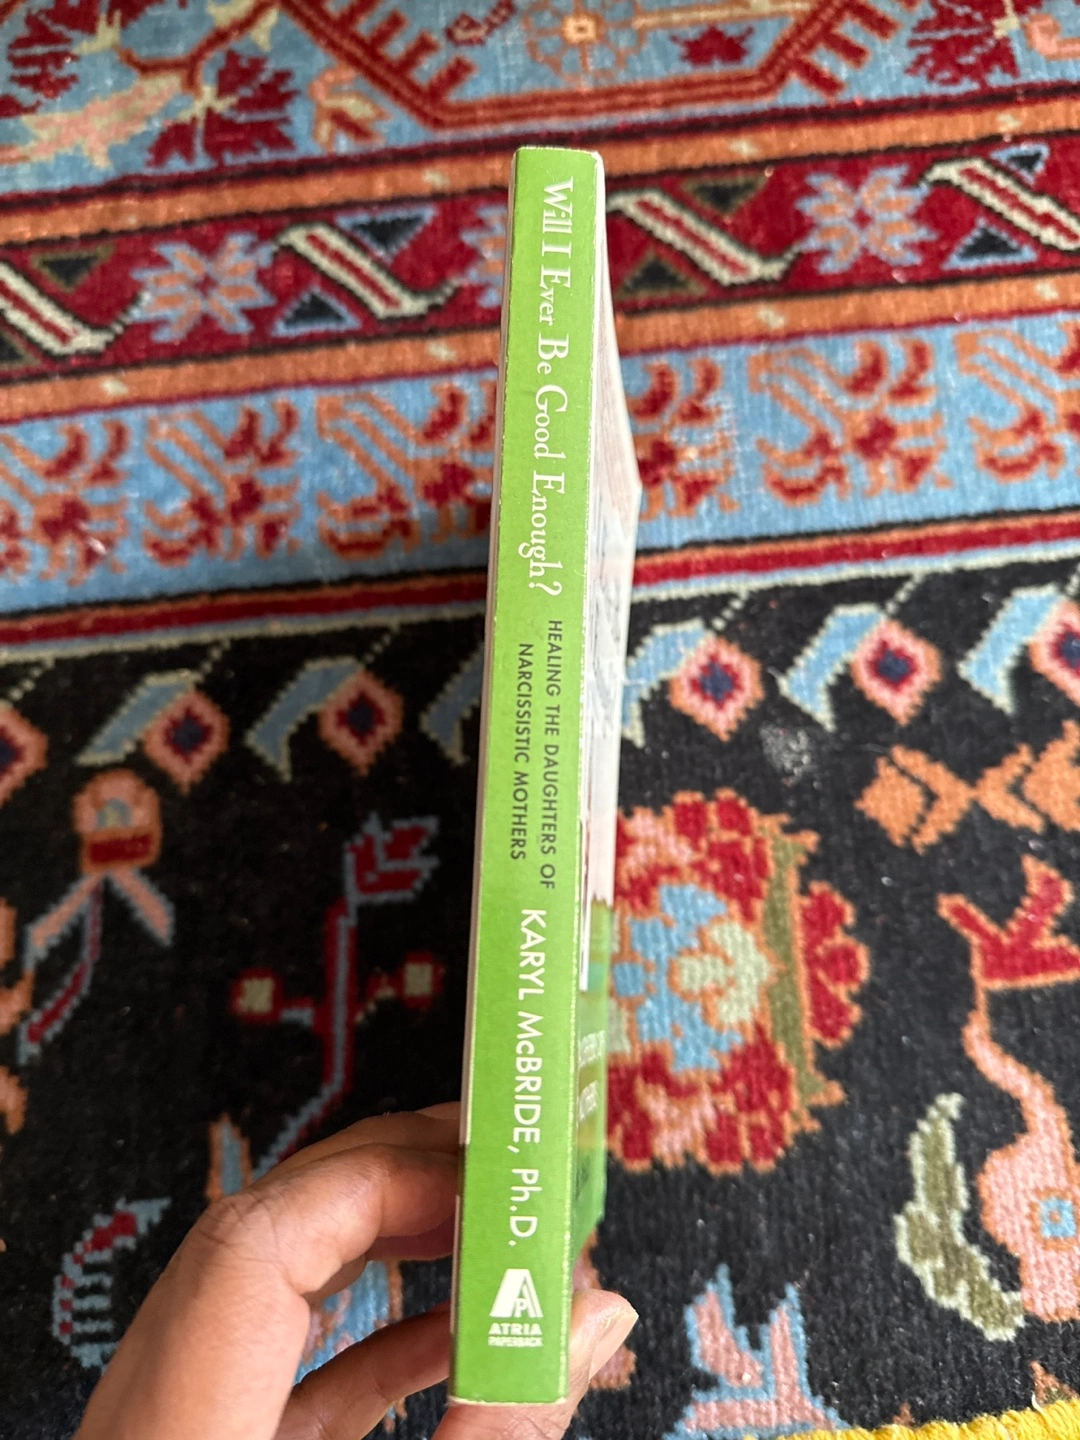 Will I Ever Be Good Enough?
HEALING THE DAUGHTERS OF
NARCISSISTIC MOTHERS
KARYL McBRIDE, Ph.D.
ATRIA
PAPERBACK